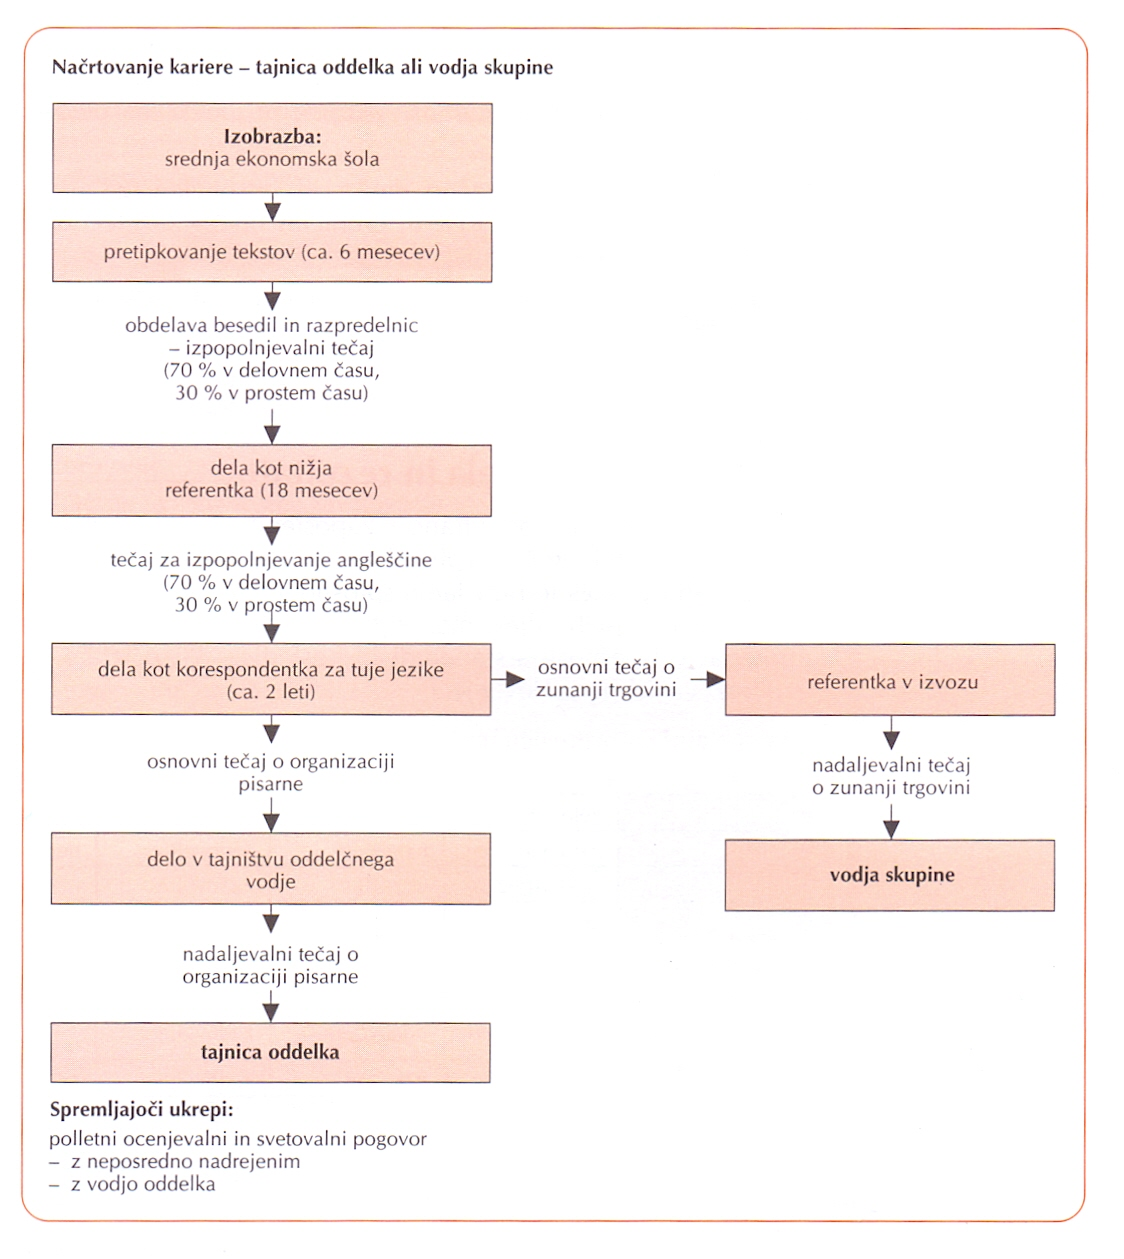 Načrtovanje kariere – tajnica oddelka ali vodja skupine
Izobrazba:
srednja ekonomska šola
pretipkovanje tekstov (ca. 6 mesecev)
obdelava besedil in razpredelnic
– izpopolnjevalni tečaj
(70 % v delovnem času,
30 % v prostem času)
dela kot nižja
referentka (18 mesecev)
tečaj za izpopolnjevanje angleščine
(70 % v delovnem času,
30 % v prostem času)
dela kot korespondentka za tuje jezike
(ca. 2 leti)
osnovni tečaj o
zunanji trgovini
referentka v izvozu
osnovni tečaj o organizaciji
pisarne
nadaljevalni tečaj
o zunanji trgovini
delo v tajništvu oddelčnega
vodje
vodja skupine
nadaljevalni tečaj o
organizaciji pisarne
tajnica oddelka
Spremljajoči ukrepi:
polletni ocenjevalni in svetovalni pogovor
– z neposredno nadrejenim
– z vodjo oddelka